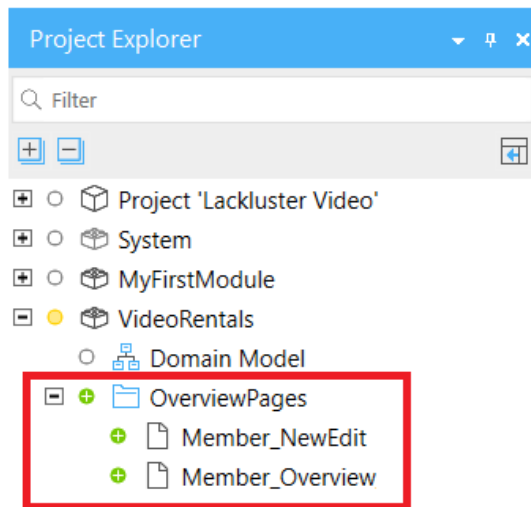 Project Explorer
Filter
Project 'Lackluster Video'
System
MyFirstModule
VideoRentals
Domain Model
OverviewPages
Member_NewEdit
Member_Overview